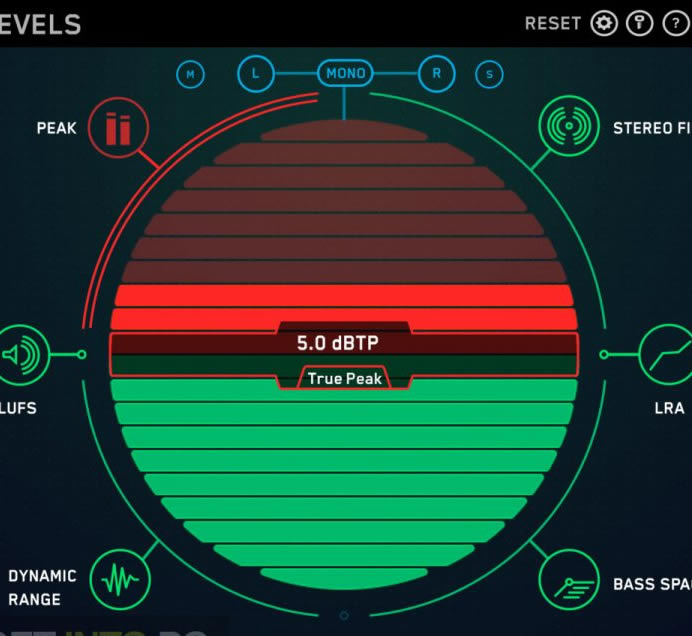 EVELS
RESET ?
M L MONO R S
PEAK
STEREO FI
5.0 dBTP
True Peak
LUFS
LRA
DYNAMIC
RANGE
BASS SPA